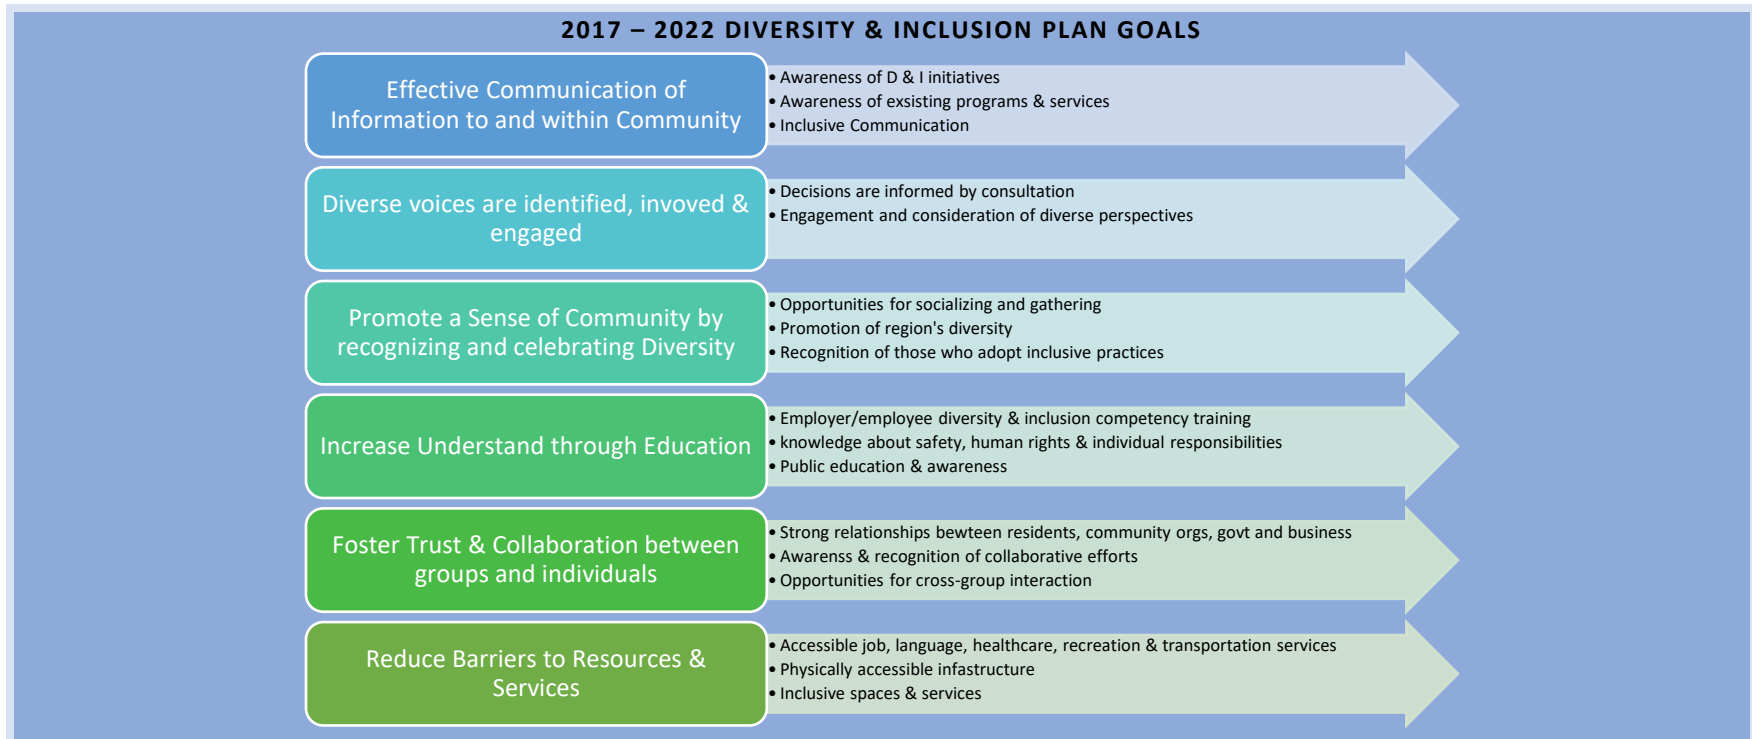 2017 – 2022 DIVERSITY & INCLUSION PLAN GOALS
Effective Communication of
Information to and within Community
• Awareness of D & I initiatives
• Awareness of exsisting programs & services
• Inclusive Communication
Diverse voices are identified, invoved &
engaged
• Decisions are informed by consultation
• Engagement and consideration of diverse perspectives
Promote a Sense of Community by
recognizing and celebrating Diversity
• Opportunities for socializing and gathering
• Promotion of region's diversity
• Recognition of those who adopt inclusive practices
Increase Understand through Education
• Employer/employee diversity & inclusion competency training
• knowledge about safety, human rights & individual responsibilities
• Public education & awareness
Foster Trust & Collaboration between
groups and individuals
• Strong relationships bewteen residents, community orgs, govt and business
• Awarenss & recognition of collaborative efforts
• Opportunities for cross-group interaction
Reduce Barriers to Resources &
Services
• Accessible job, language, healthcare, recreation & transportation services
• Physically accessible infastructure
• Inclusive spaces & services